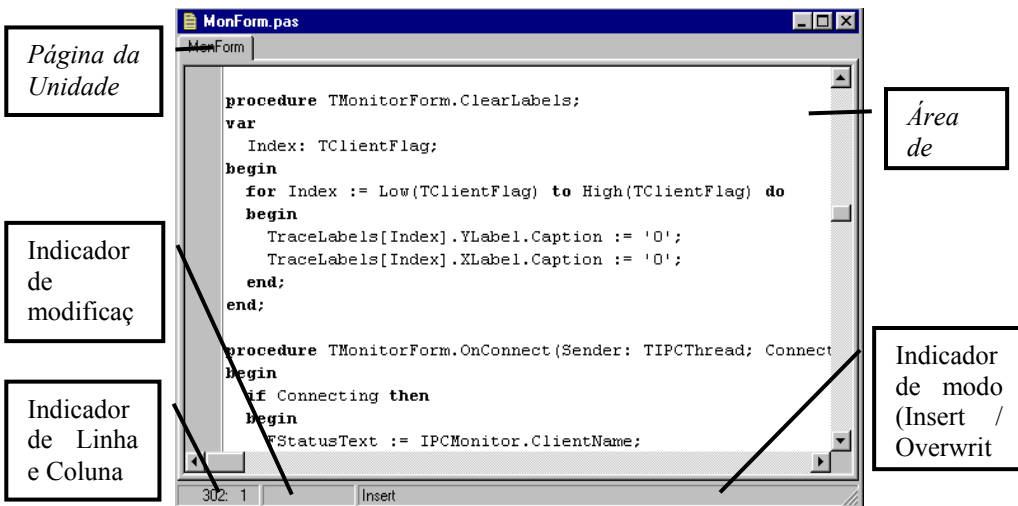 MonForm.pas
MonForm
Página da
Unidade
procedure TMonitorForm.ClearLabels;
var
Index: TClientFlag;
begin
for Index := Low(TClientFlag) to High(TClientFlag) do
begin
TraceLabels[Index].YLabel.Caption := '0';
TraceLabels[Index].XLabel.Caption := '0';
end;
end;
procedure TMonitorForm.OnConnect(Sender: TIPCThread; Connect
begin
if Connecting then
begin
FStatusText := IPCMonitor.ClientName;
302: 1
Insert
Área
de
Indicador
de
modificaç
Indicador
de Linha
e Coluna
Indicador
de modo
(Insert /
Overwrit